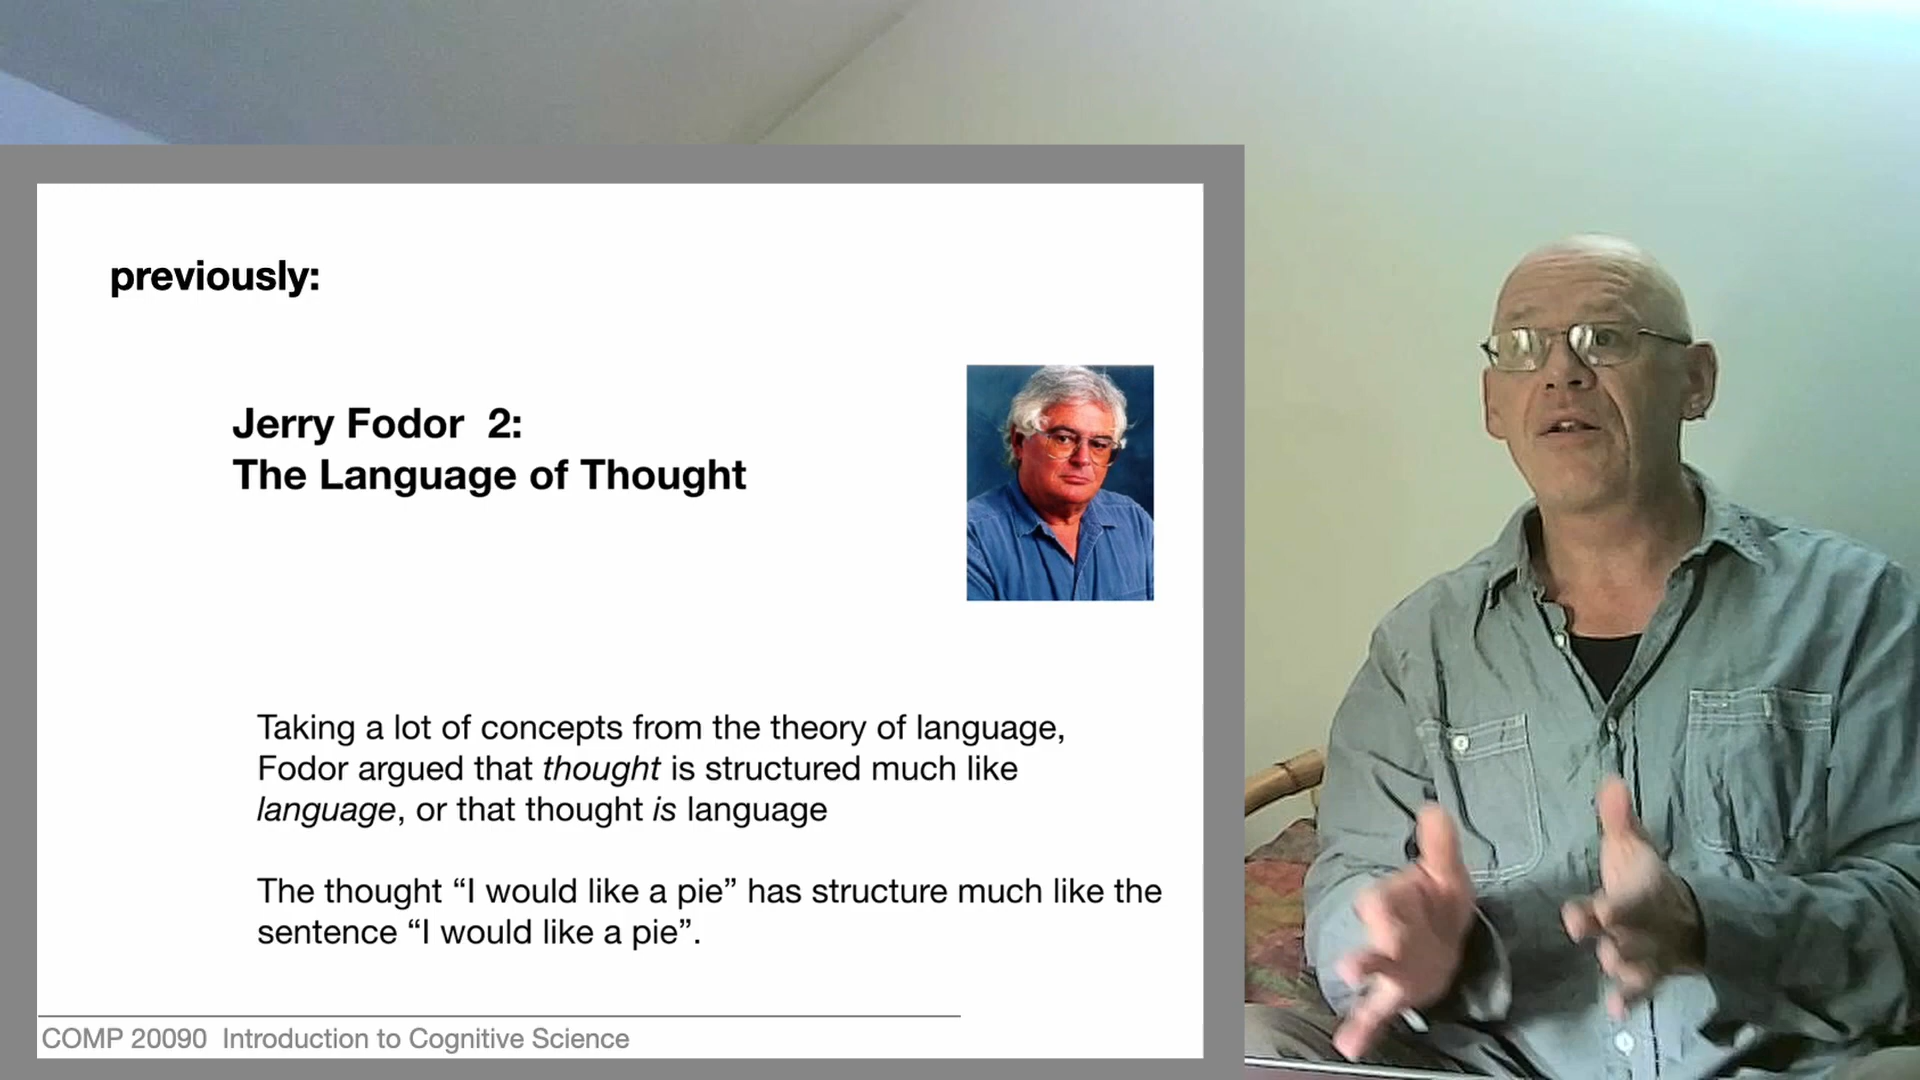 previously:
Jerry Fodor 2:
The Language of Thought
Taking a lot of concepts from the theory of language,
Fodor argued that thought is structured much like
language, or that thought is language
The thought “I would like a pie” has structure much like the
sentence “I would like a pie”.
COMP 20090 Introduction to Cognitive Science